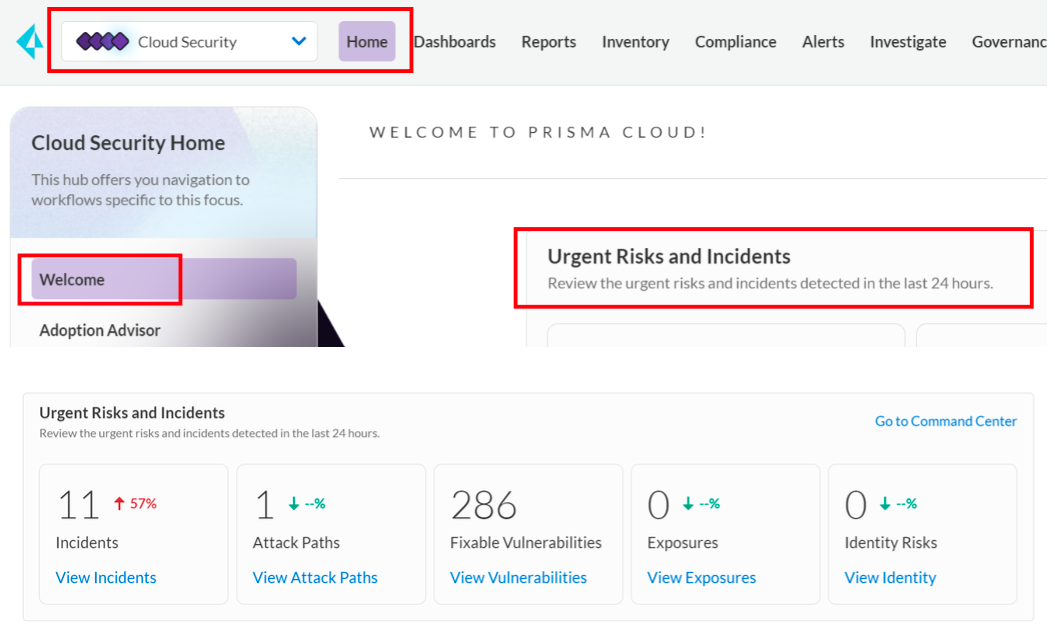 Cloud Security
Home Dashboards Reports Inventory Compliance Alerts Investigate Governanc
Cloud Security Home
This hub offers you navigation to
workflows specific to this focus.
Welcome
Adoption Advisor
WELCOME TO PRISMA CLOUD!
Urgent Risks and Incidents
Review the urgent risks and incidents detected in the last 24 hours.
Urgent Risks and Incidents
Review the urgent risks and incidents detected in the last 24 hours.
Go to Command Center
11 57%
Incidents
View Incidents
1 --%
Attack Paths
View Attack Paths
286
Fixable Vulnerabilities
View Vulnerabilities
0 --%
Exposures
View Exposures
0 --%
Identity Risks
View Identity